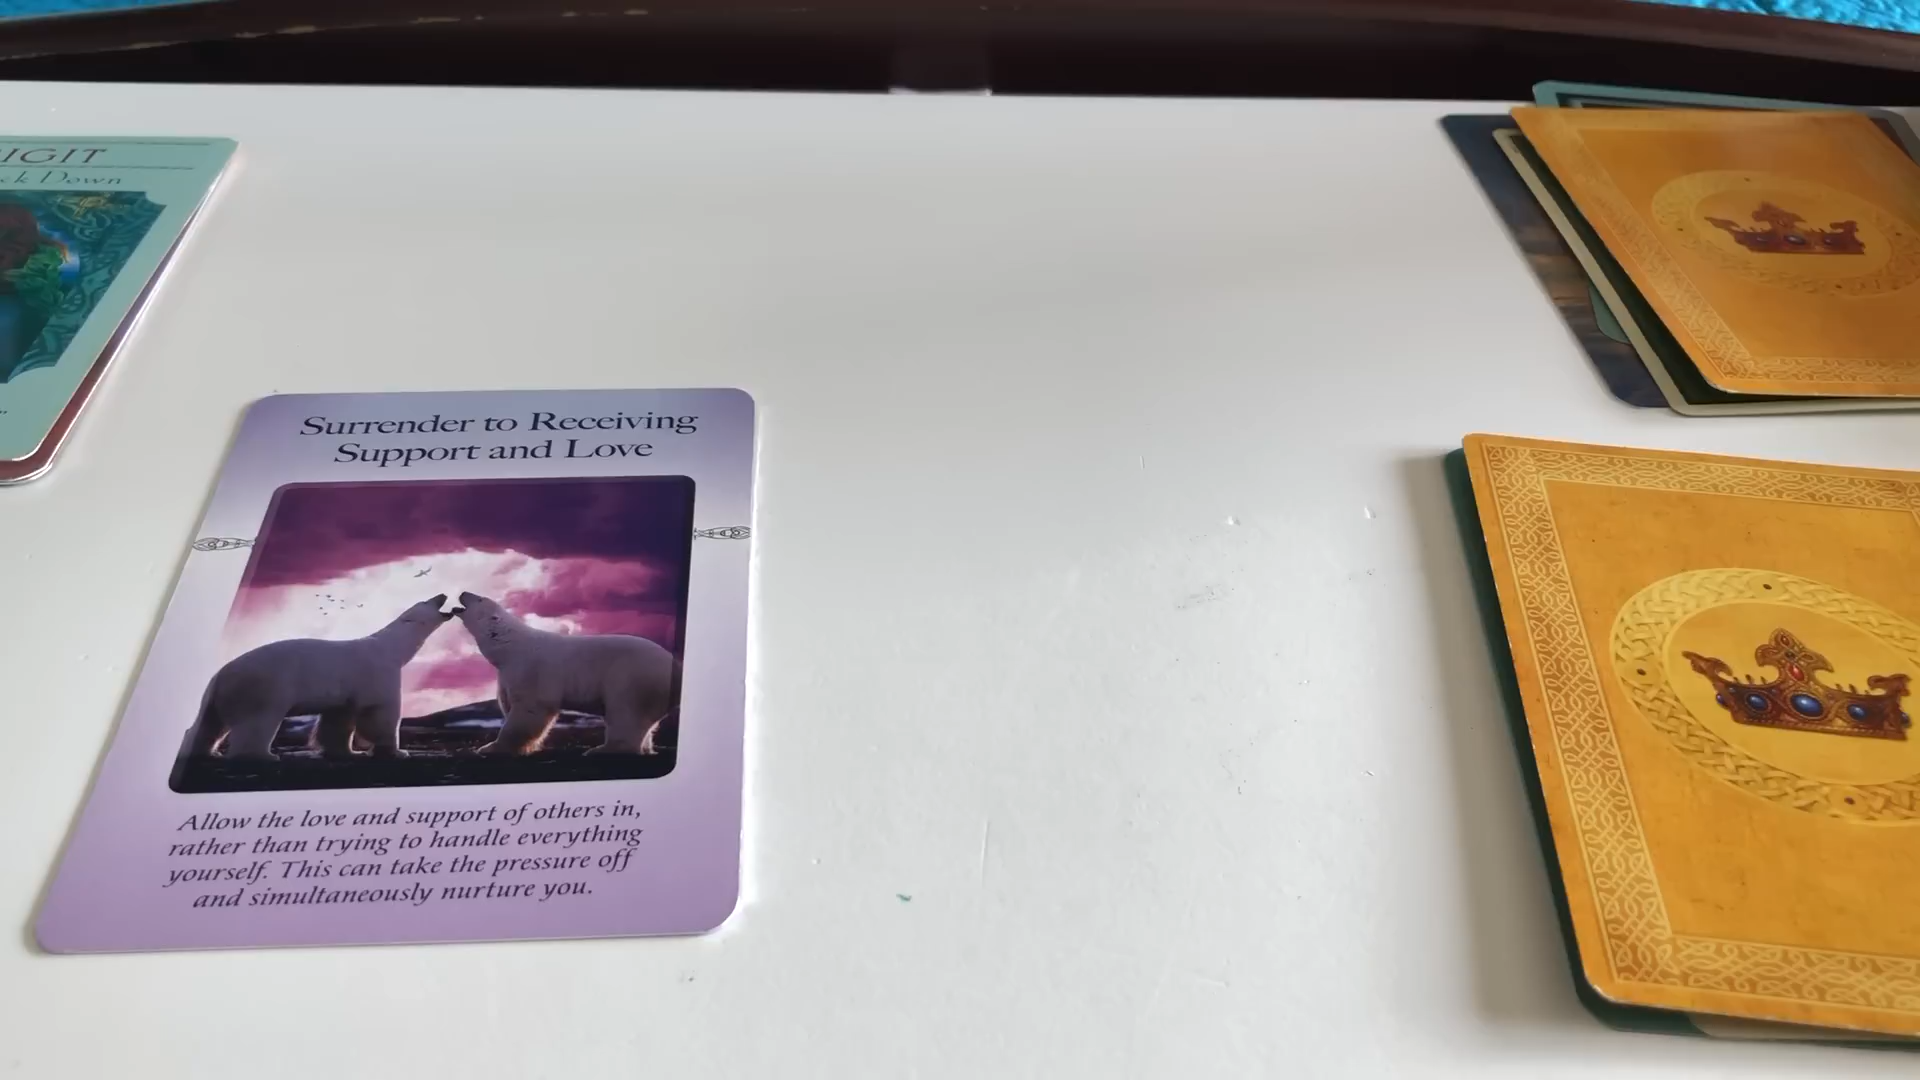 Down
Surrender to Receiving
Support and Love
Allow the love and support of others in,
rather than trying to handle everything
yourself. This can take the pressure off
and simultaneously nurture you.